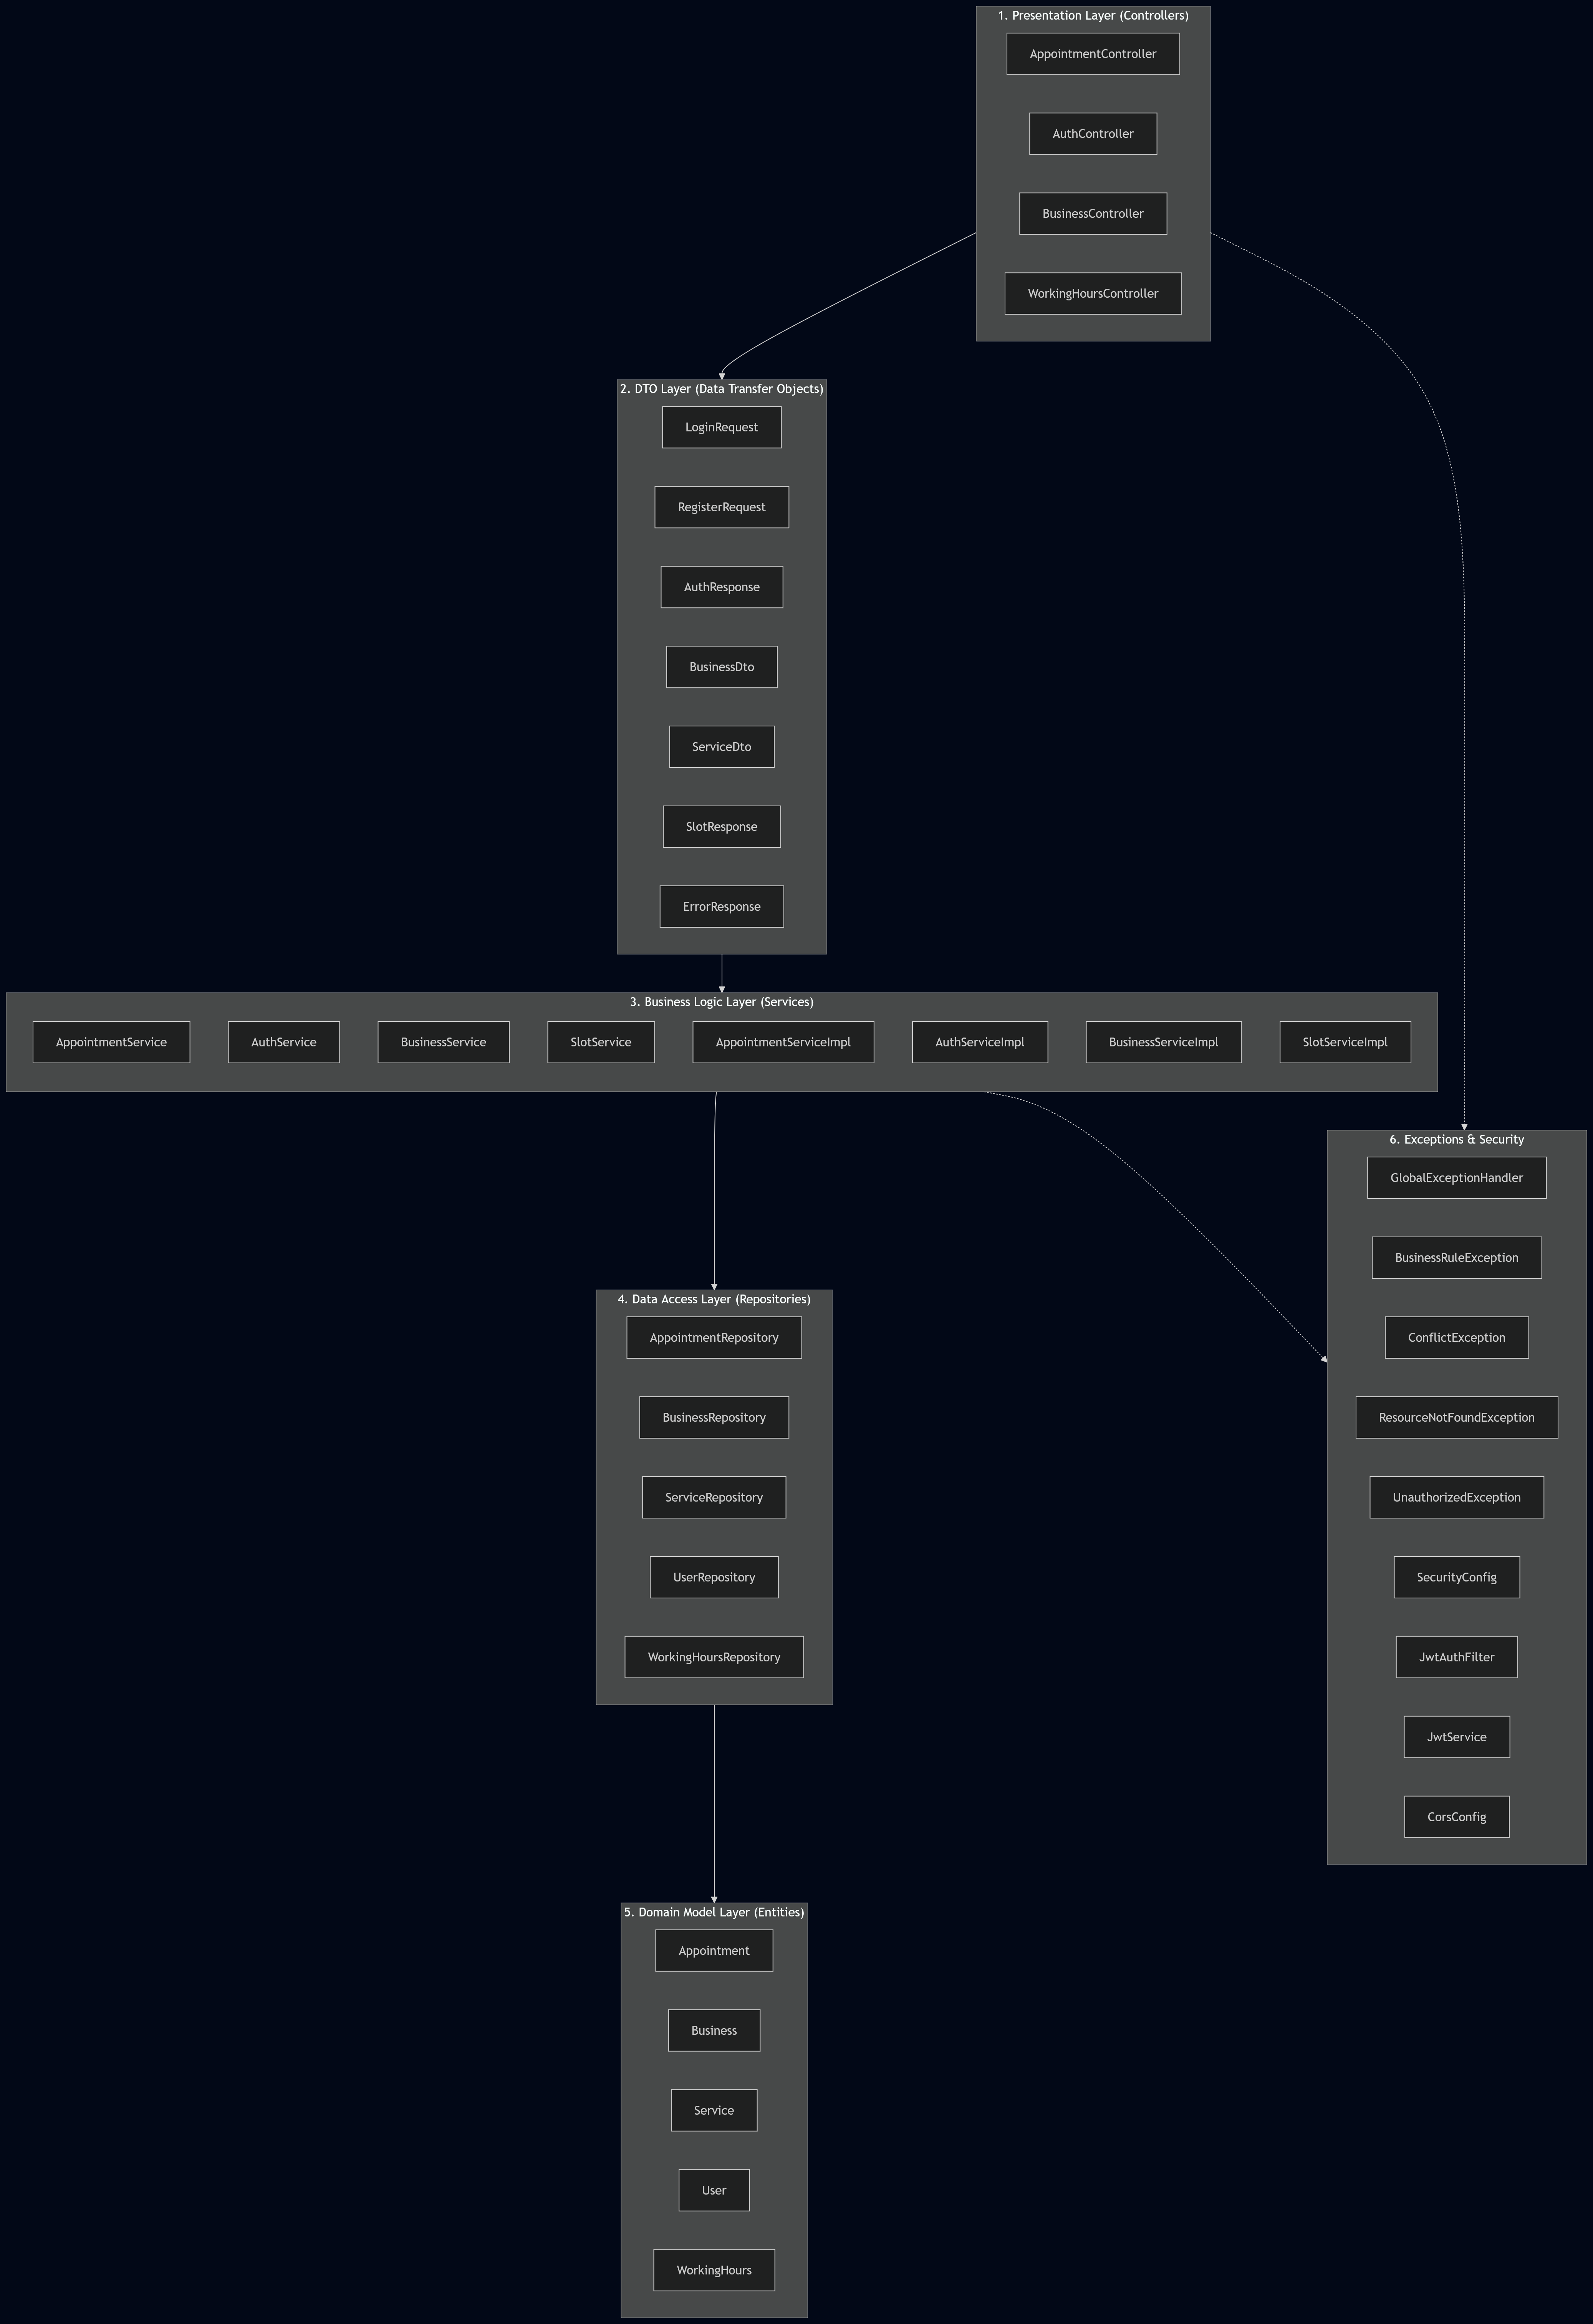 1. Presentation Layer (Controllers)
AppointmentController
AuthController
BusinessController
WorkingHoursController
2. DTO Layer (Data Transfer Objects)
LoginRequest
RegisterRequest
AuthResponse
BusinessDto
ServiceDto
SlotResponse
ErrorResponse
3. Business Logic Layer (Services)
AppointmentService
AuthService
BusinessService
SlotService
AppointmentServiceImpl
AuthServiceImpl
BusinessServiceImpl
SlotServiceImpl
4. Data Access Layer (Repositories)
AppointmentRepository
BusinessRepository
ServiceRepository
UserRepository
WorkingHoursRepository
5. Domain Model Layer (Entities)
Appointment
Business
Service
User
WorkingHours
6. Exceptions & Security
GlobalExceptionHandler
BusinessRuleException
ConflictException
ResourceNotFoundException
UnauthorizedException
SecurityConfig
JwtAuthFilter
JwtService
CorsConfig